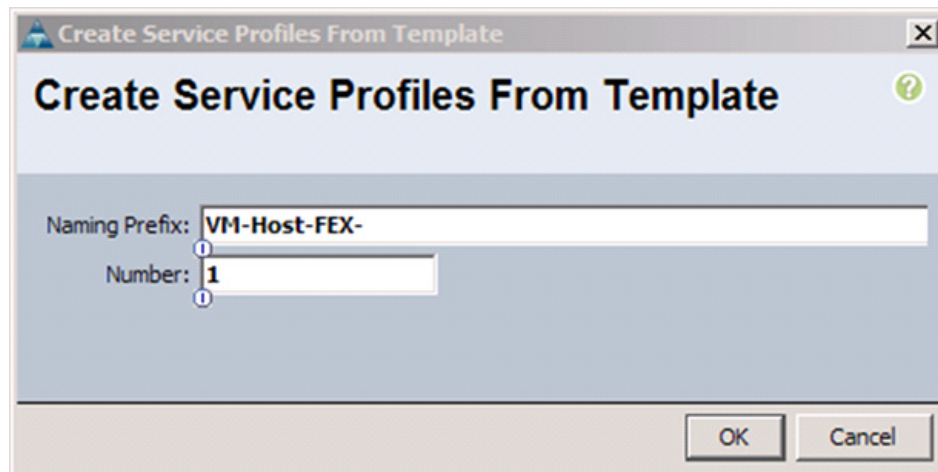 Create Service Profiles From Template
Create Service Profiles From Template
?
Naming Prefix: VM-Host-FEX-
Number: 1
OK Cancel